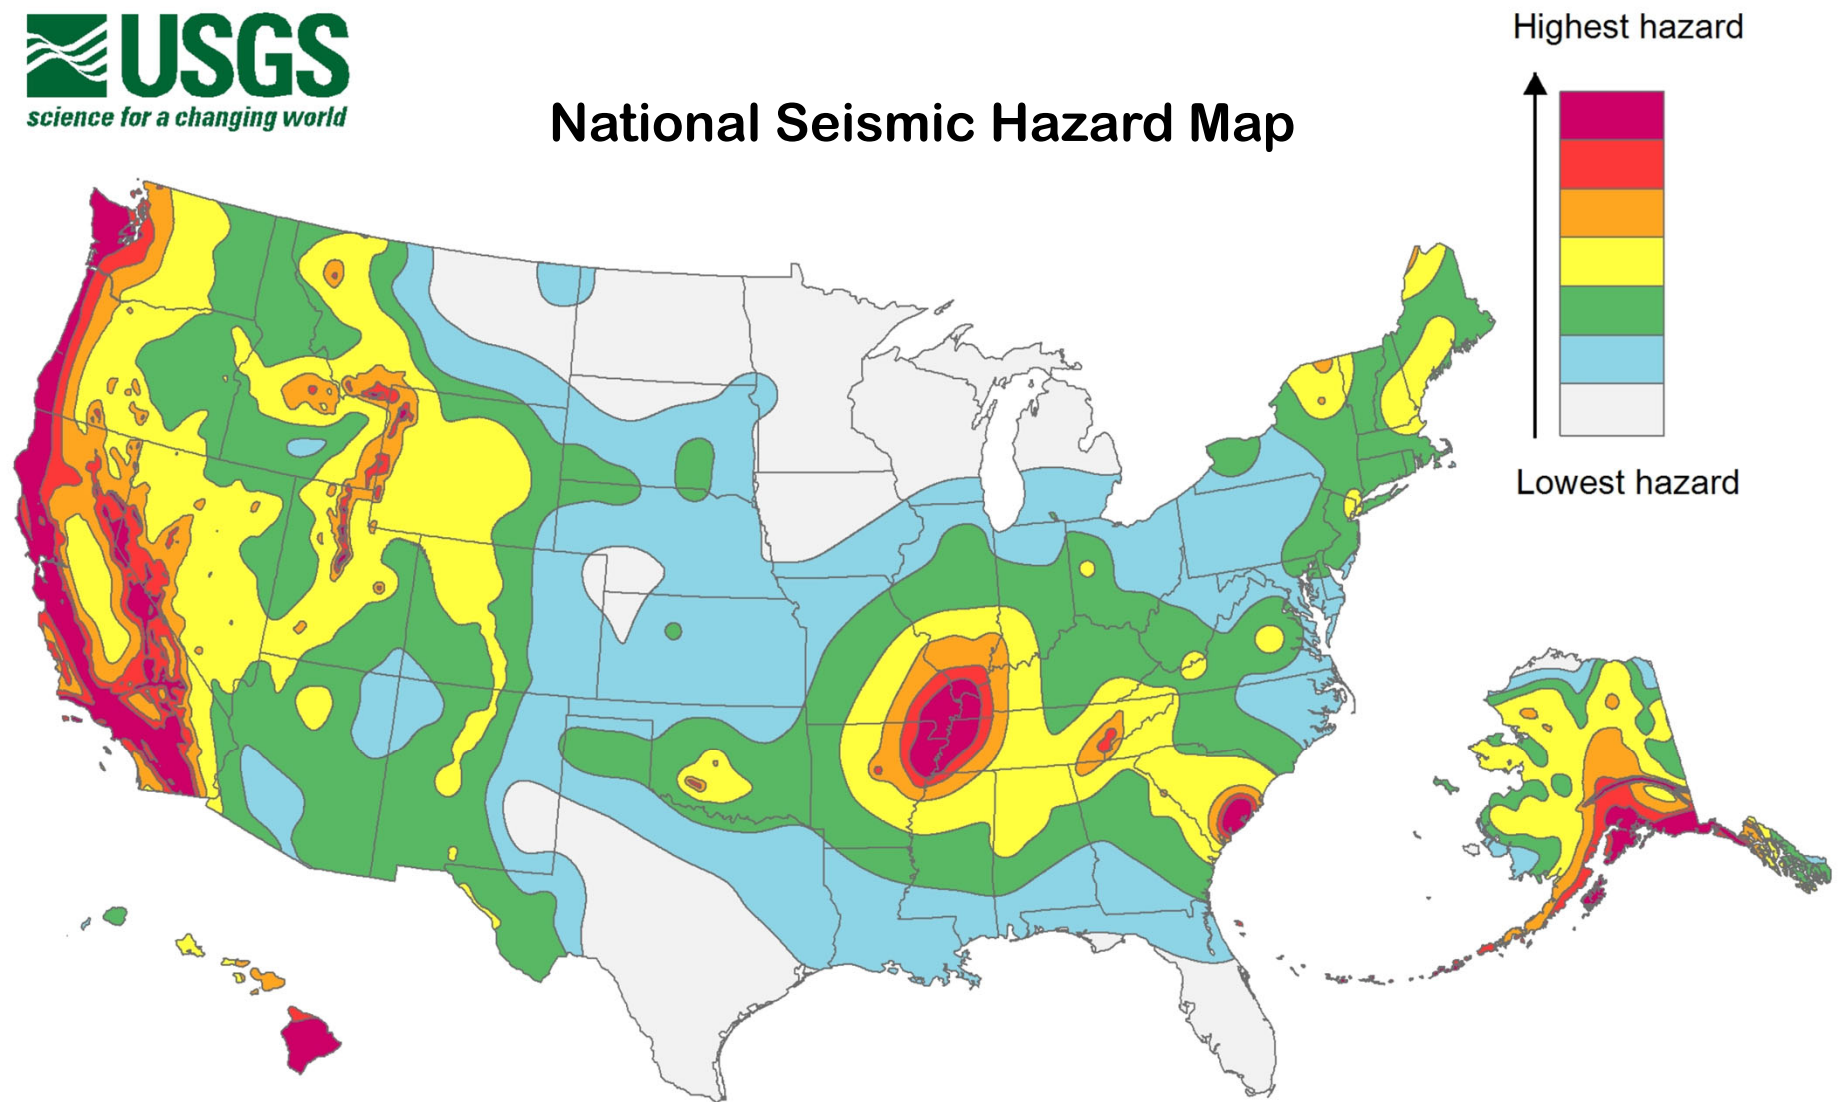 USGS
science for a changing world
National Seismic Hazard Map
Highest hazard
Lowest hazard